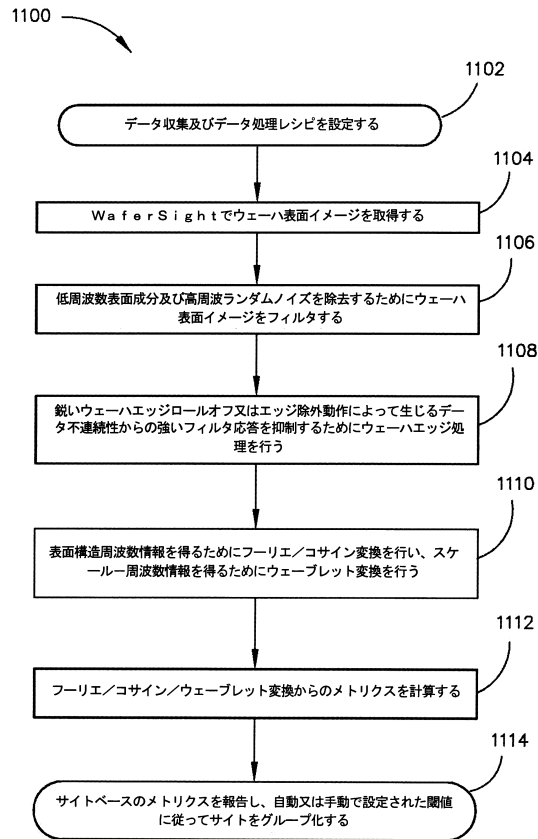 1100
1102
データ収集及びデータ処理レシピを設定する
1104
WaferSightでウェーハ表面イメージを取得する
1106
低周波数表面成分及び高周波ランダムノイズを除去するためにウェーハ
表面イメージをフィルタする
1108
鋭いウェーハエッジロールオフ又はエッジ除外動作によって生じるデー
タ不連続性からの強いフィルタ応答を抑制するためにウェーハエッジ処
理を行う
1110
表面構造周波数情報を得るためにフーリエ/コサイン変換を行い、スケ
ールー周波数情報を得るためにウェーブレット変換を行う
1112
フーリエ/コサイン/ウェーブレット変換からのメトリクスを計算する
1114
サイトベースのメトリクスを報告し、自動又は手動で設定された閾値
に従ってサイトをグループ化する